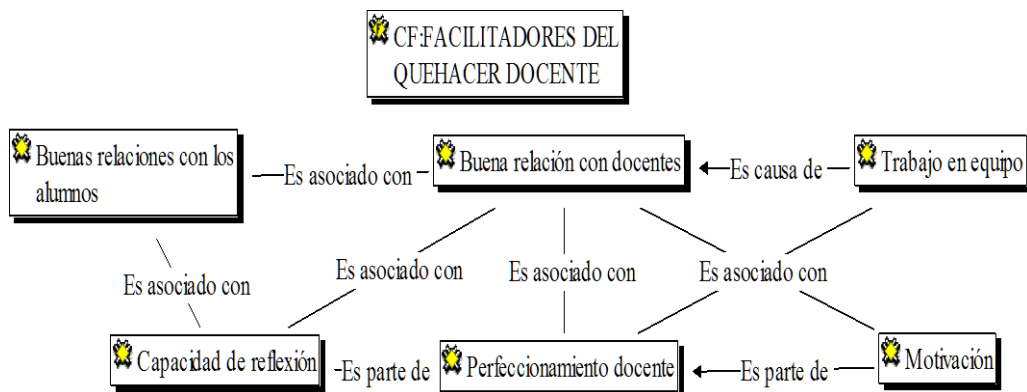 CF:FACILITADORES DEL
QUEHACER DOCENTE
Buenas relaciones con los
alumnos
Es asociado con
Buena relación con docentes
Es causa de
Trabajo en equipo
Es asociado con
Es asociado con
Es asociado con
Es asociado con
Capacidad de reflexión
Es parte de
Perfeccionamiento docente
Es parte de
Motivación